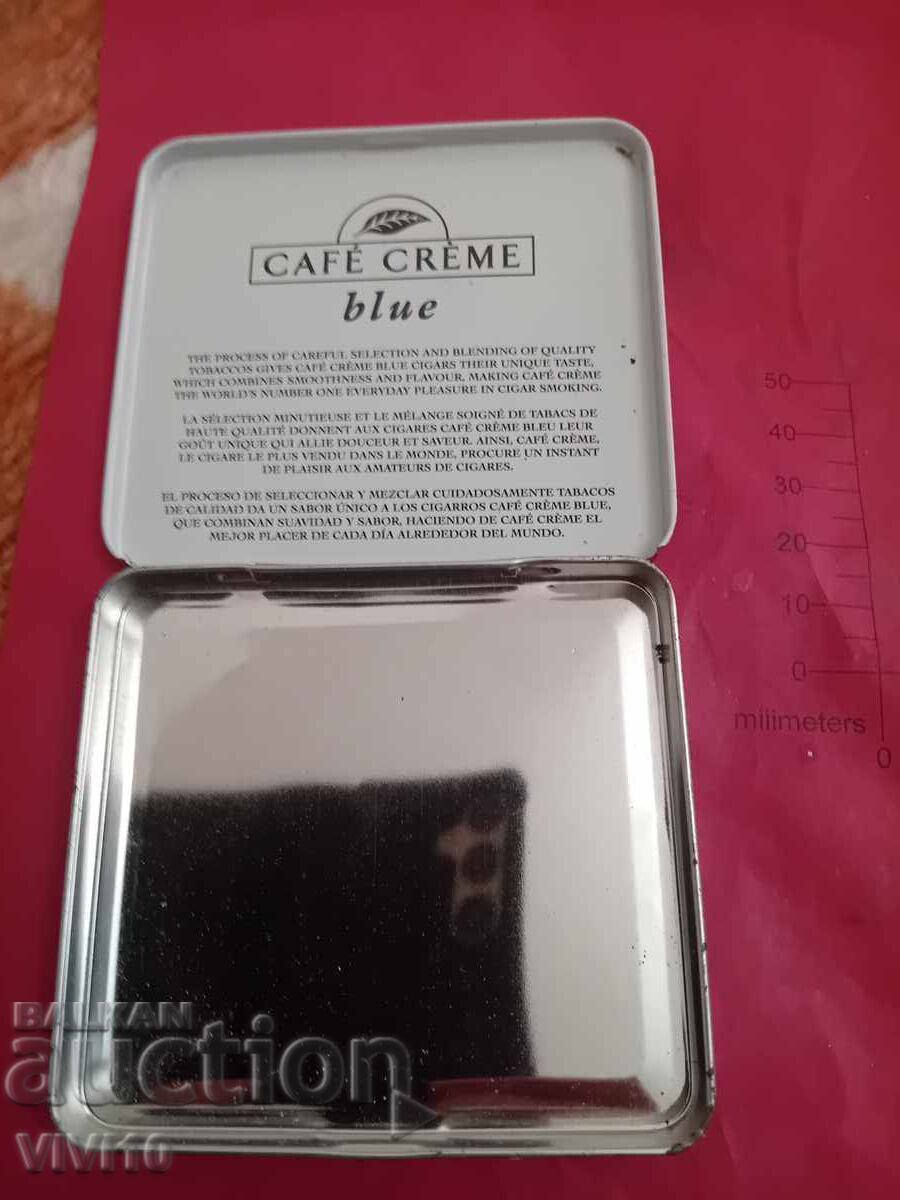 CAFÉ CRÈME
blue
THE PROCESS OF CAREFUL SELECTION AND BLENDING OF QUALITY
TOBACCOS GIVES CAFÉ CRÈME BLUE CIGARS THEIR UNIQUE TASTE,
WHICH COMBINES SMOOTHNESS AND FLAVOUR, MAKING CAFÉ CRÈME
THE WORLD'S NUMBER ONE EVERYDAY PLEASURE IN CIGAR SMOKING.
LA SÉLECTION MINUTIEUSE ET LE MÉLANGE SOIGNÉ DE TABACS DE
HAUTE QUALITÉ DONNENT AUX CIGARES CAFÉ CRÈME BLEU LEUR
GOÛT UNIQUE QUI ALLIE DOUCEUR ET SAVEUR. AINSI, CAFÉ CRÈME,
LE CIGARE LE PLUS VENDU DANS LE MONDE, PROCURE UN INSTANT
DE PLAISIR AUX AMATEURS DE CIGARES.
EL PROCESO DE SELECCIONAR Y MEZCLAR CUIDADOSAMENTE TABACOS
DE CALIDAD DA UN SABOR ÚNICO A LOS CIGARROS CAFÉ CRÈME BLUE,
QUE COMBINAN SUAVIDAD Y SABOR, HACIENDO DE CAFÉ CRÈME EL
MEJOR PLACER DE CADA DÍA ALREDEDOR DEL MUNDO.
50
40
30
20
10
0
millimeters
0
BALKAN
auction
VIVI10